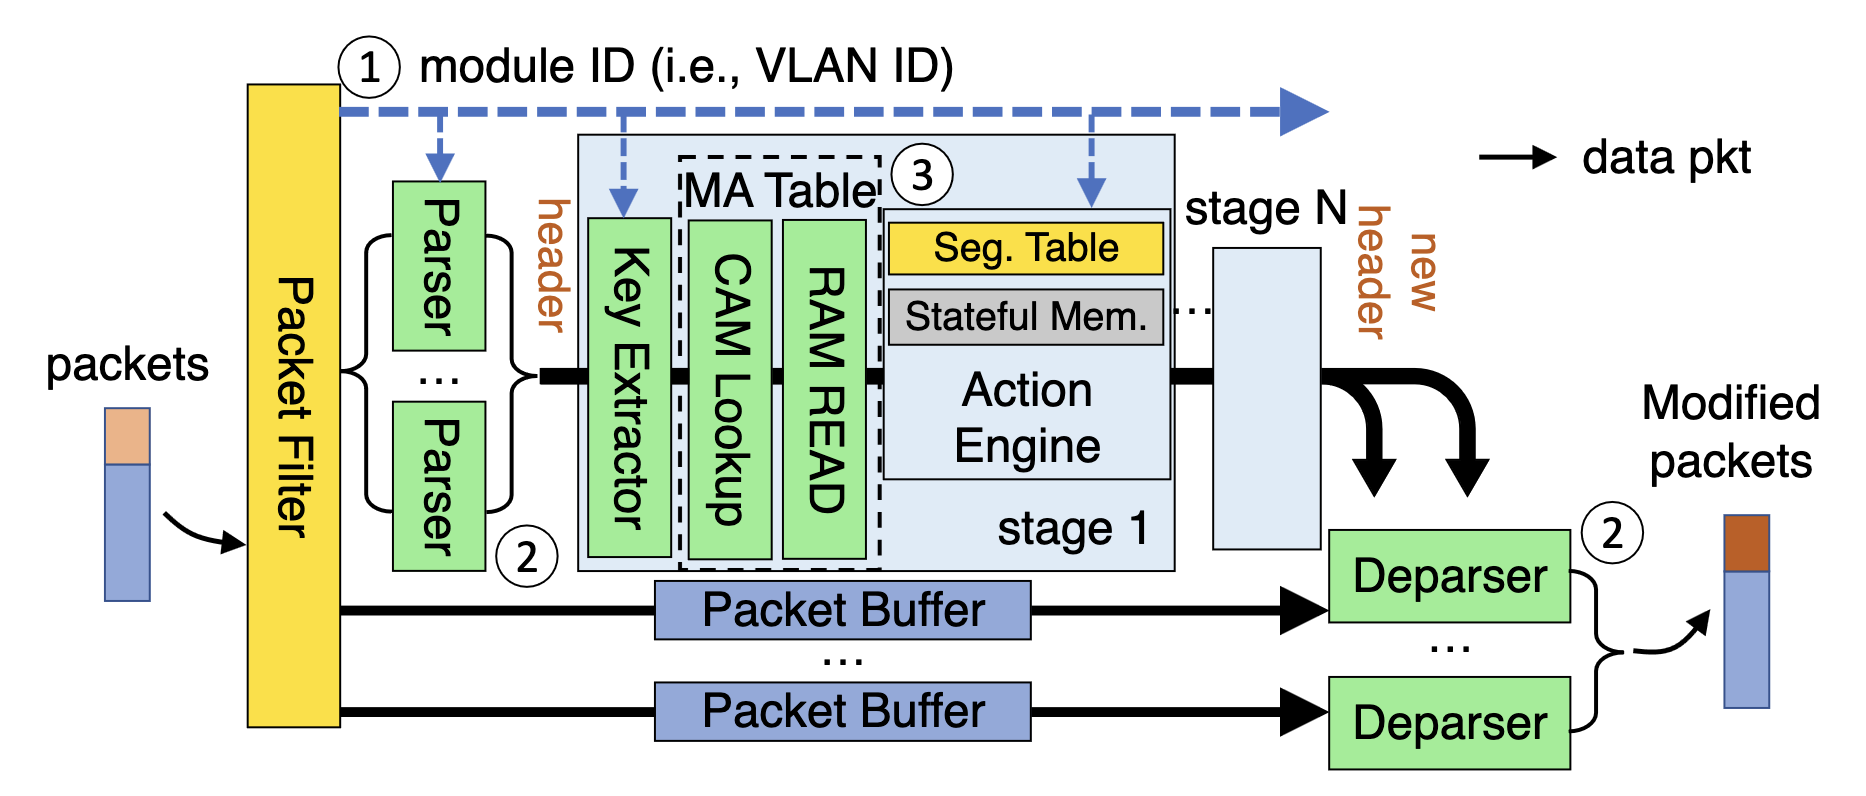 1 module ID (i.e., VLAN ID)
data pkt
packets
Packet Filter
Parser
...
Parser
2
header
MA Table
3
Key Extractor
CAM Lookup
RAM READ
Seg. Table
Stateful Mem.
Action
Engine
stage 1
...
stage N
new
header
Packet Buffer
...
Packet Buffer
Deparser
...
Deparser
2
Modified
packets